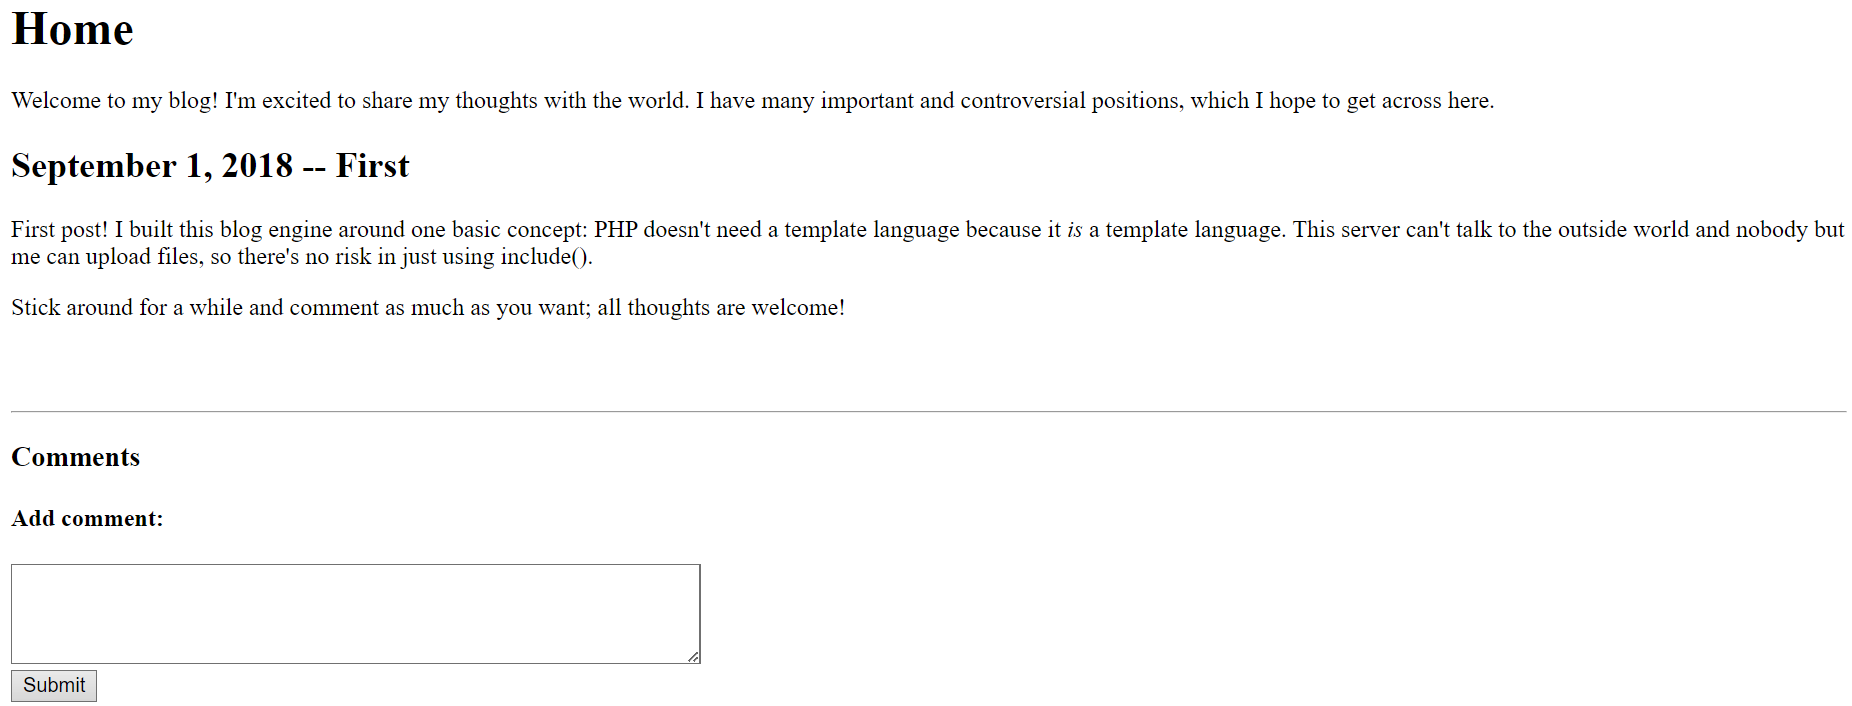 Home
Welcome to my blog! I'm excited to share my thoughts with the world. I have many important and controversial positions, which I hope to get across here.
September 1, 2018 -- First
First post! I built this blog engine around one basic concept: PHP doesn't need a template language because it is a template language. This server can't talk to the outside world and nobody but
me can upload files, so there's no risk in just using include().
Stick around for a while and comment as much as you want; all thoughts are welcome!
Comments
Add comment:
Submit